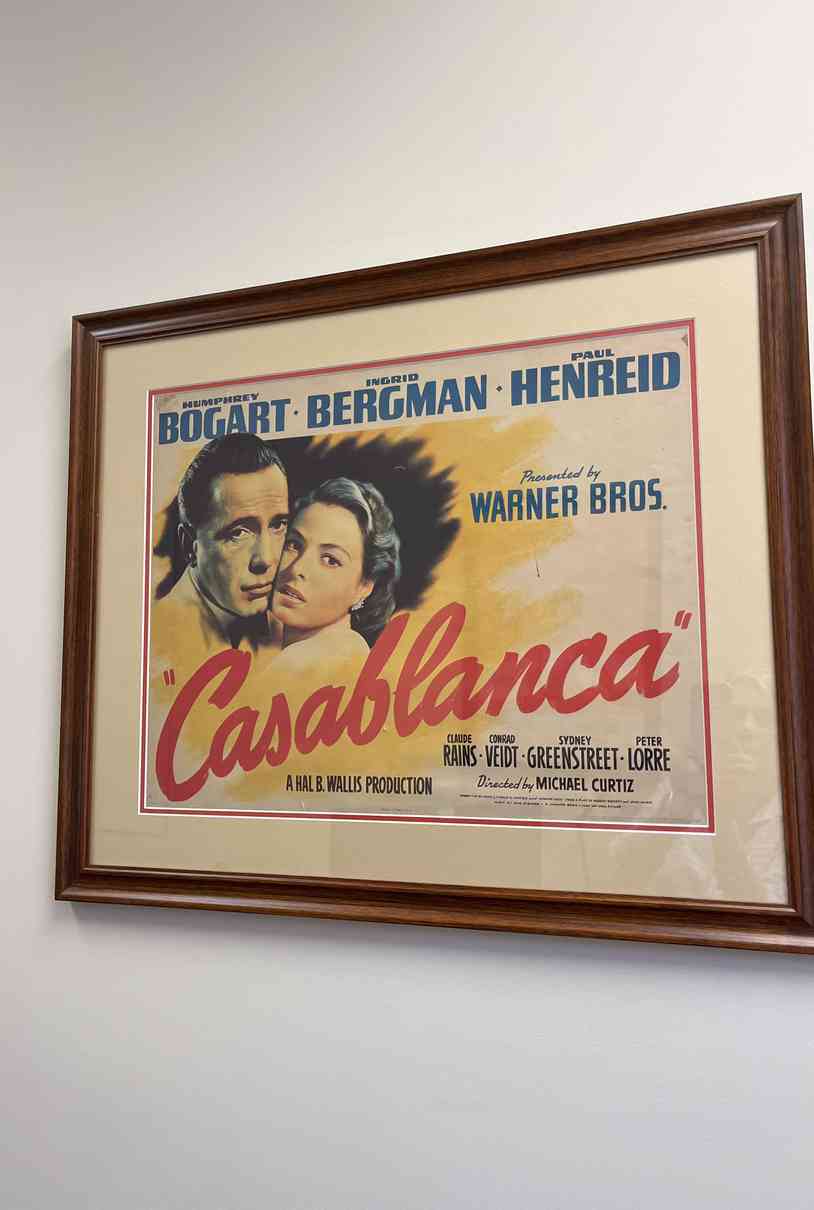 HUMPHREY INGRID PAUL
BOGART · BERGMAN · HENREID
Presented by
WARNER BROS.
"Casablanca"
CLAUDE CONRAD SYDNEY PETER
RAINS · VEIDT · GREENSTREET · LORRE
A HAL B. WALLIS PRODUCTION
Directed by MICHAEL CURTIZ